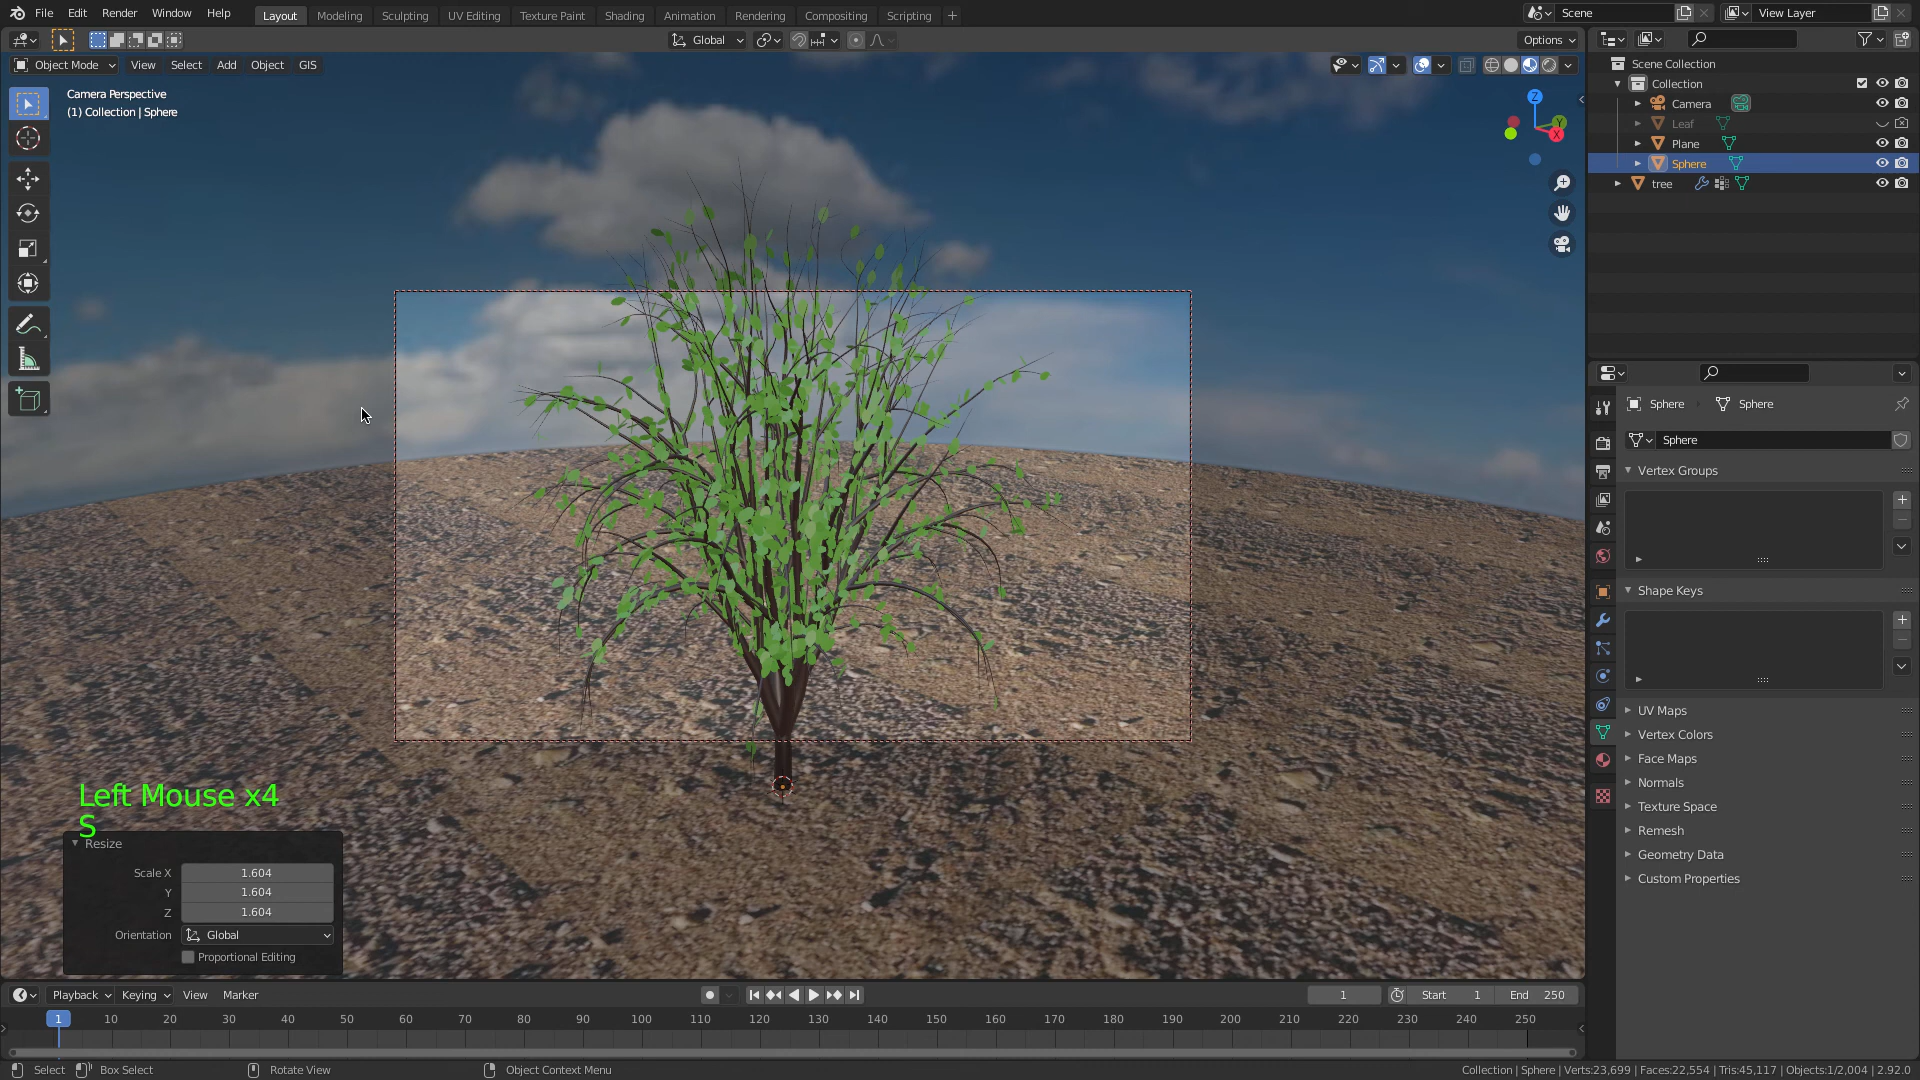 File Edit Render Window Help
Layout Modeling Sculpting UV Editing Texture Paint Shading Animation Rendering Compositing Scripting +
Scene
View Layer
Global
Options
Object Mode View Select Add Object GIS
Camera Perspective
(1) Collection | Sphere
Z
Y
X
Scene Collection
Collection
Camera
Leaf
Plane
Sphere
tree
Sphere Sphere
Sphere
Vertex Groups
Shape Keys
UV Maps
Vertex Colors
Face Maps
Normals
Texture Space
Remesh
Geometry Data
Custom Properties
Left Mouse x4
S
Resize
Scale X 1.604
Y 1.604
Z 1.604
Orientation Global
Proportional Editing
Playback Keying View Marker
1 Start 1 End 250
1 10 20 30 40 50 60 70 80 90 100 110 120 130 140 150 160 170 180 190 200 210 220 230 240 250
Select Box Select Rotate View Object Context Menu
Collection | Sphere | Verts:23,699 | Faces:22,554 | Tris:45,117 | Objects:1/2,004 | 2.92.0